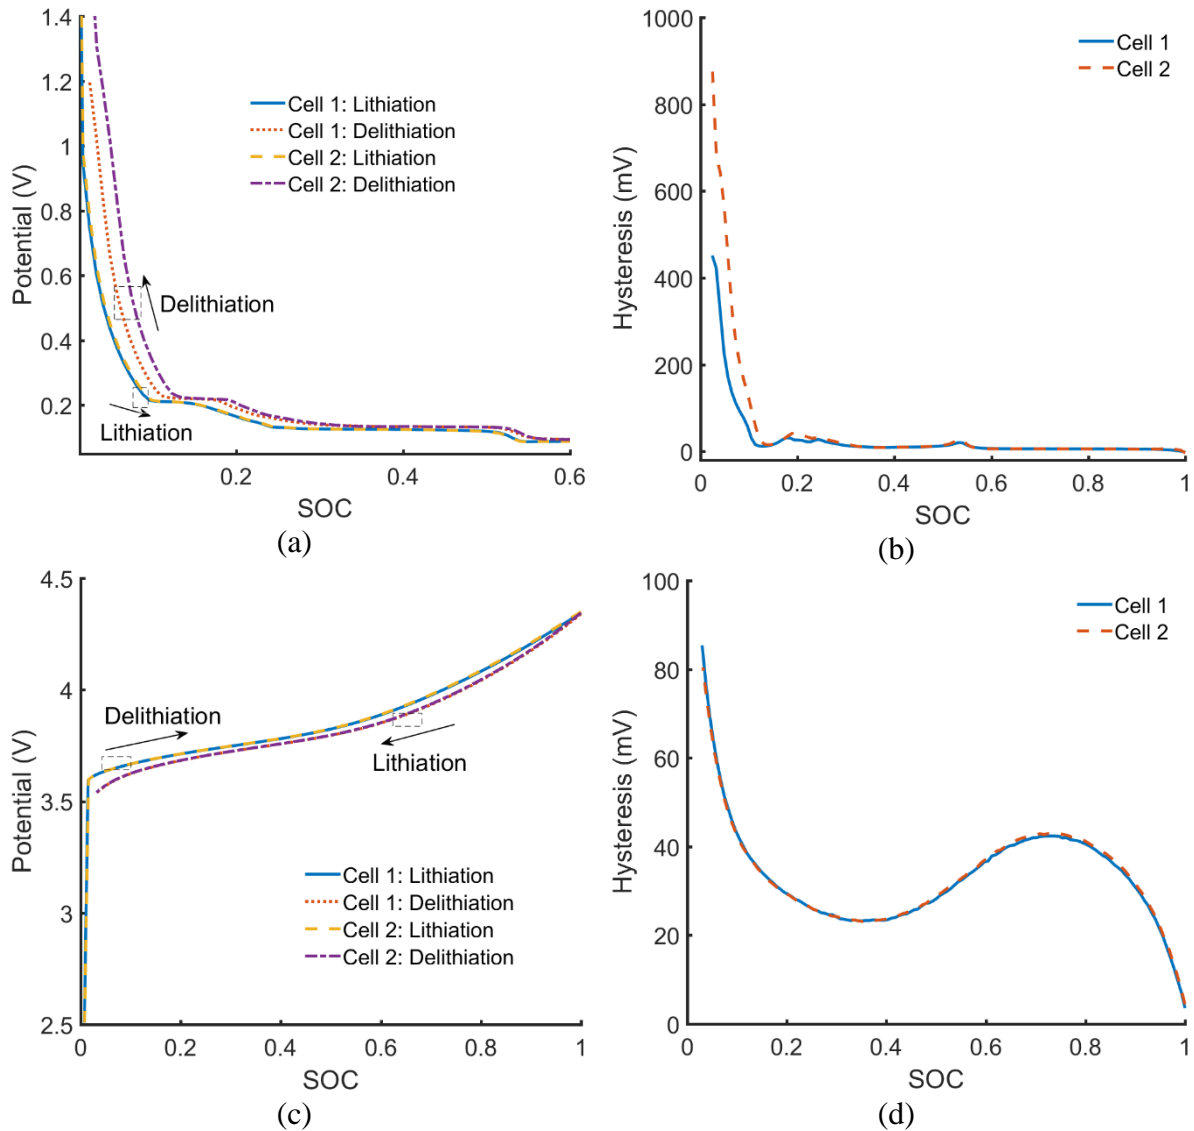 1.4
1.2
1
0.8
0.6
0.4
0.2
Potential (V)
Cell 1: Lithiation
Cell 1: Delithiation
Cell 2: Lithiation
Cell 2: Delithiation
Delithiation
Lithiation
0.2
0.4
0.6
SOC
(a)
1000
800
600
400
200
0
Hysteresis (mV)
Cell 1
Cell 2
0
0.2
0.4
0.6
0.8
1
SOC
(b)
4.5
4
3.5
3
2.5
Potential (V)
Delithiation
Lithiation
Cell 1: Lithiation
Cell 1: Delithiation
Cell 2: Lithiation
Cell 2: Delithiation
0
0.2
0.4
0.6
0.8
1
SOC
(c)
100
80
60
40
20
0
Hysteresis (mV)
Cell 1
Cell 2
0
0.2
0.4
0.6
0.8
1
SOC
(d)